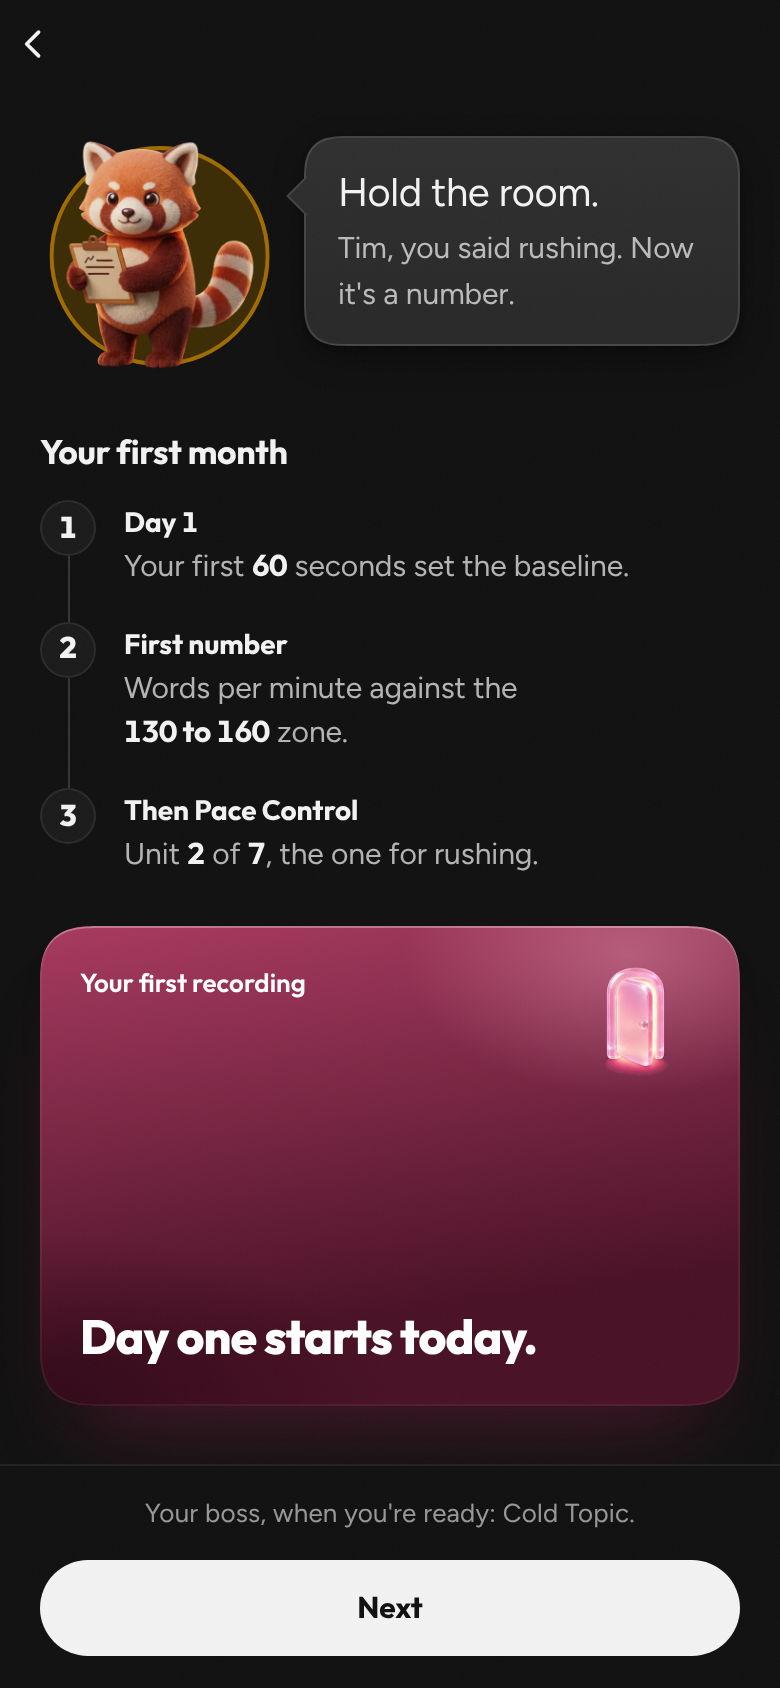 Hold the room.
Tim, you said rushing. Now
it's a number.
Your first month
1
Day 1
Your first 60 seconds set the baseline.
2
First number
Words per minute against the
130 to 160 zone.
3
Then Pace Control
Unit 2 of 7, the one for rushing.
Your first recording
Day one starts today.
Your boss, when you're ready: Cold Topic.
Next